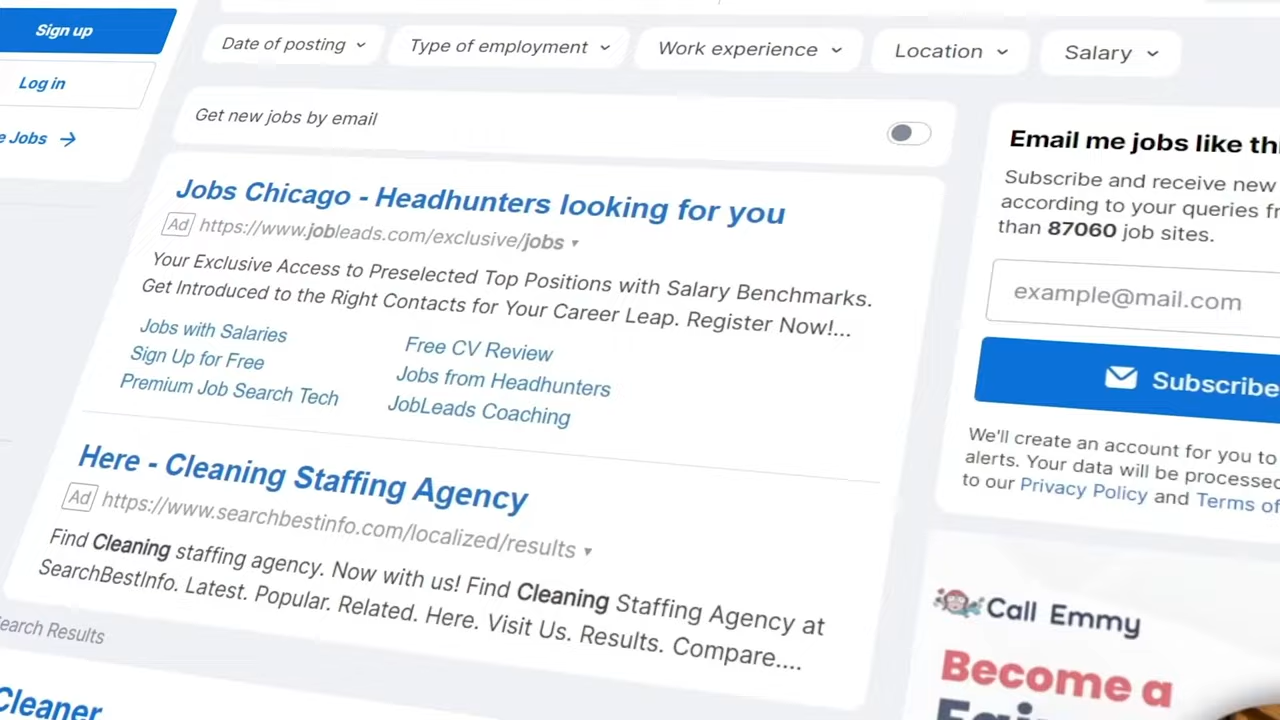 Sign up
Log in
Jobs →
Date of posting
Type of employment
Work experience
Location
Salary
Get new jobs by email
Jobs Chicago - Headhunters looking for you
Ad https://www.jobleads.com/exclusive/jobs
Your Exclusive Access to Preselected Top Positions with Salary Benchmarks.
Get Introduced to the Right Contacts for Your Career Leap. Register Now!...
Jobs with Salaries
Sign Up for Free
Premium Job Search Tech
Free CV Review
Jobs from Headhunters
JobLeads Coaching
Here - Cleaning Staffing Agency
Ad https://www.searchbestinfo.com/localized/results
Find Cleaning staffing agency. Now with us! Find Cleaning Staffing Agency at
SearchBestInfo. Latest. Popular. Related. Here. Visit Us. Results. Compare....
Search Results
Cleaner
Email me jobs like
Subscribe and receive new
according to your queries
than 87060 job sites.
example@mail.com
Subscribe
We'll create an account for you to
alerts. Your data will be processed
to our Privacy Policy and Terms of
Call Emmy
Become a